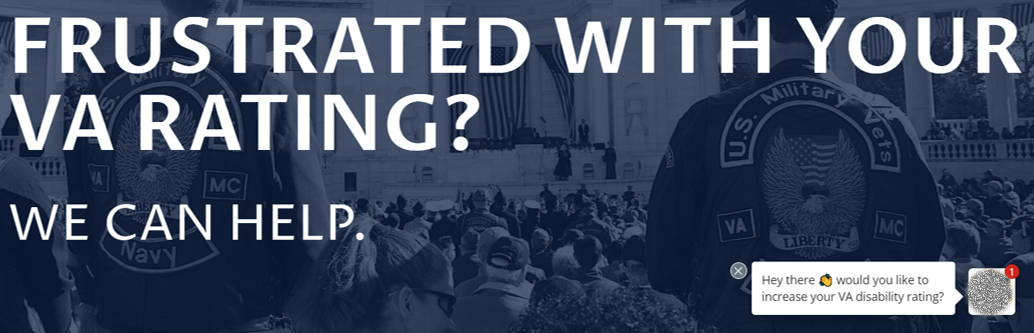 FRUSTRATED WITH YOUR
VA RATING?
WE CAN HELP.
U.S. Military Vets
VA
MC
LIBERTY
Military
VA
MC
Navy
Hey there 👋 would you like to
increase your VA disability rating?
1